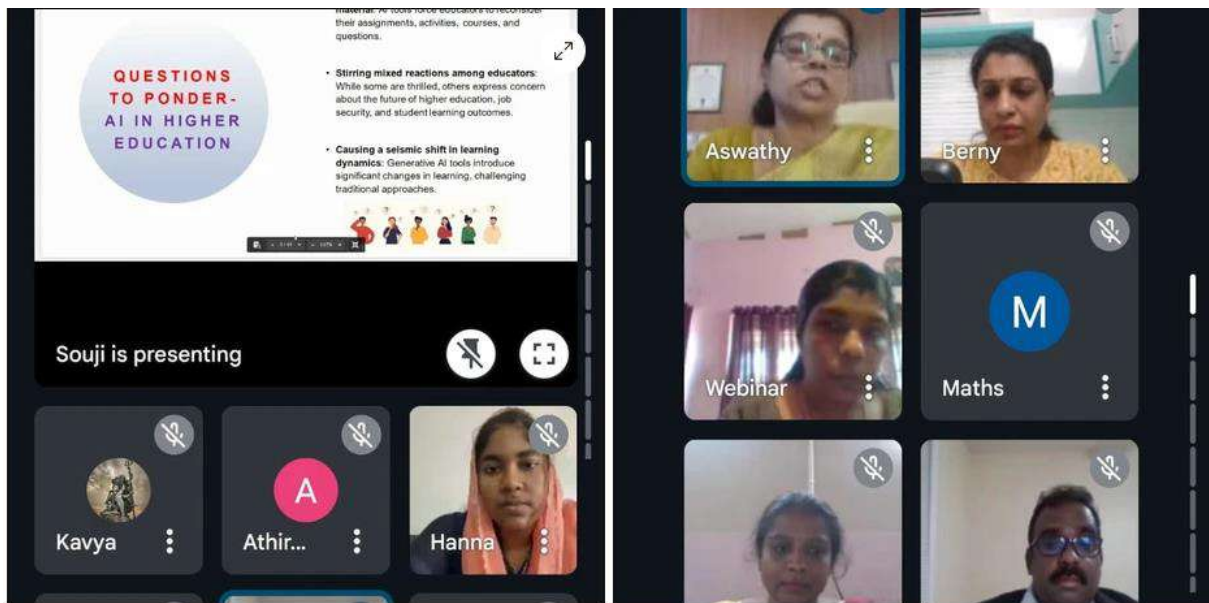 QUESTIONS
TO PONDER-
AI IN HIGHER
EDUCATION
material: AI tools force educators to reconsider
their assignments, activities, courses, and
questions.
• Stirring mixed reactions among educators:
While some are thrilled, others express concern
about the future of higher education, job
security, and student learning outcomes.
• Causing a seismic shift in learning
dynamics: Generative AI tools introduce
significant changes in learning, challenging
traditional approaches.
Souji is presenting
Kavya
A
Athir...
Hanna
Aswathy
Berny
Webinar
M
Maths